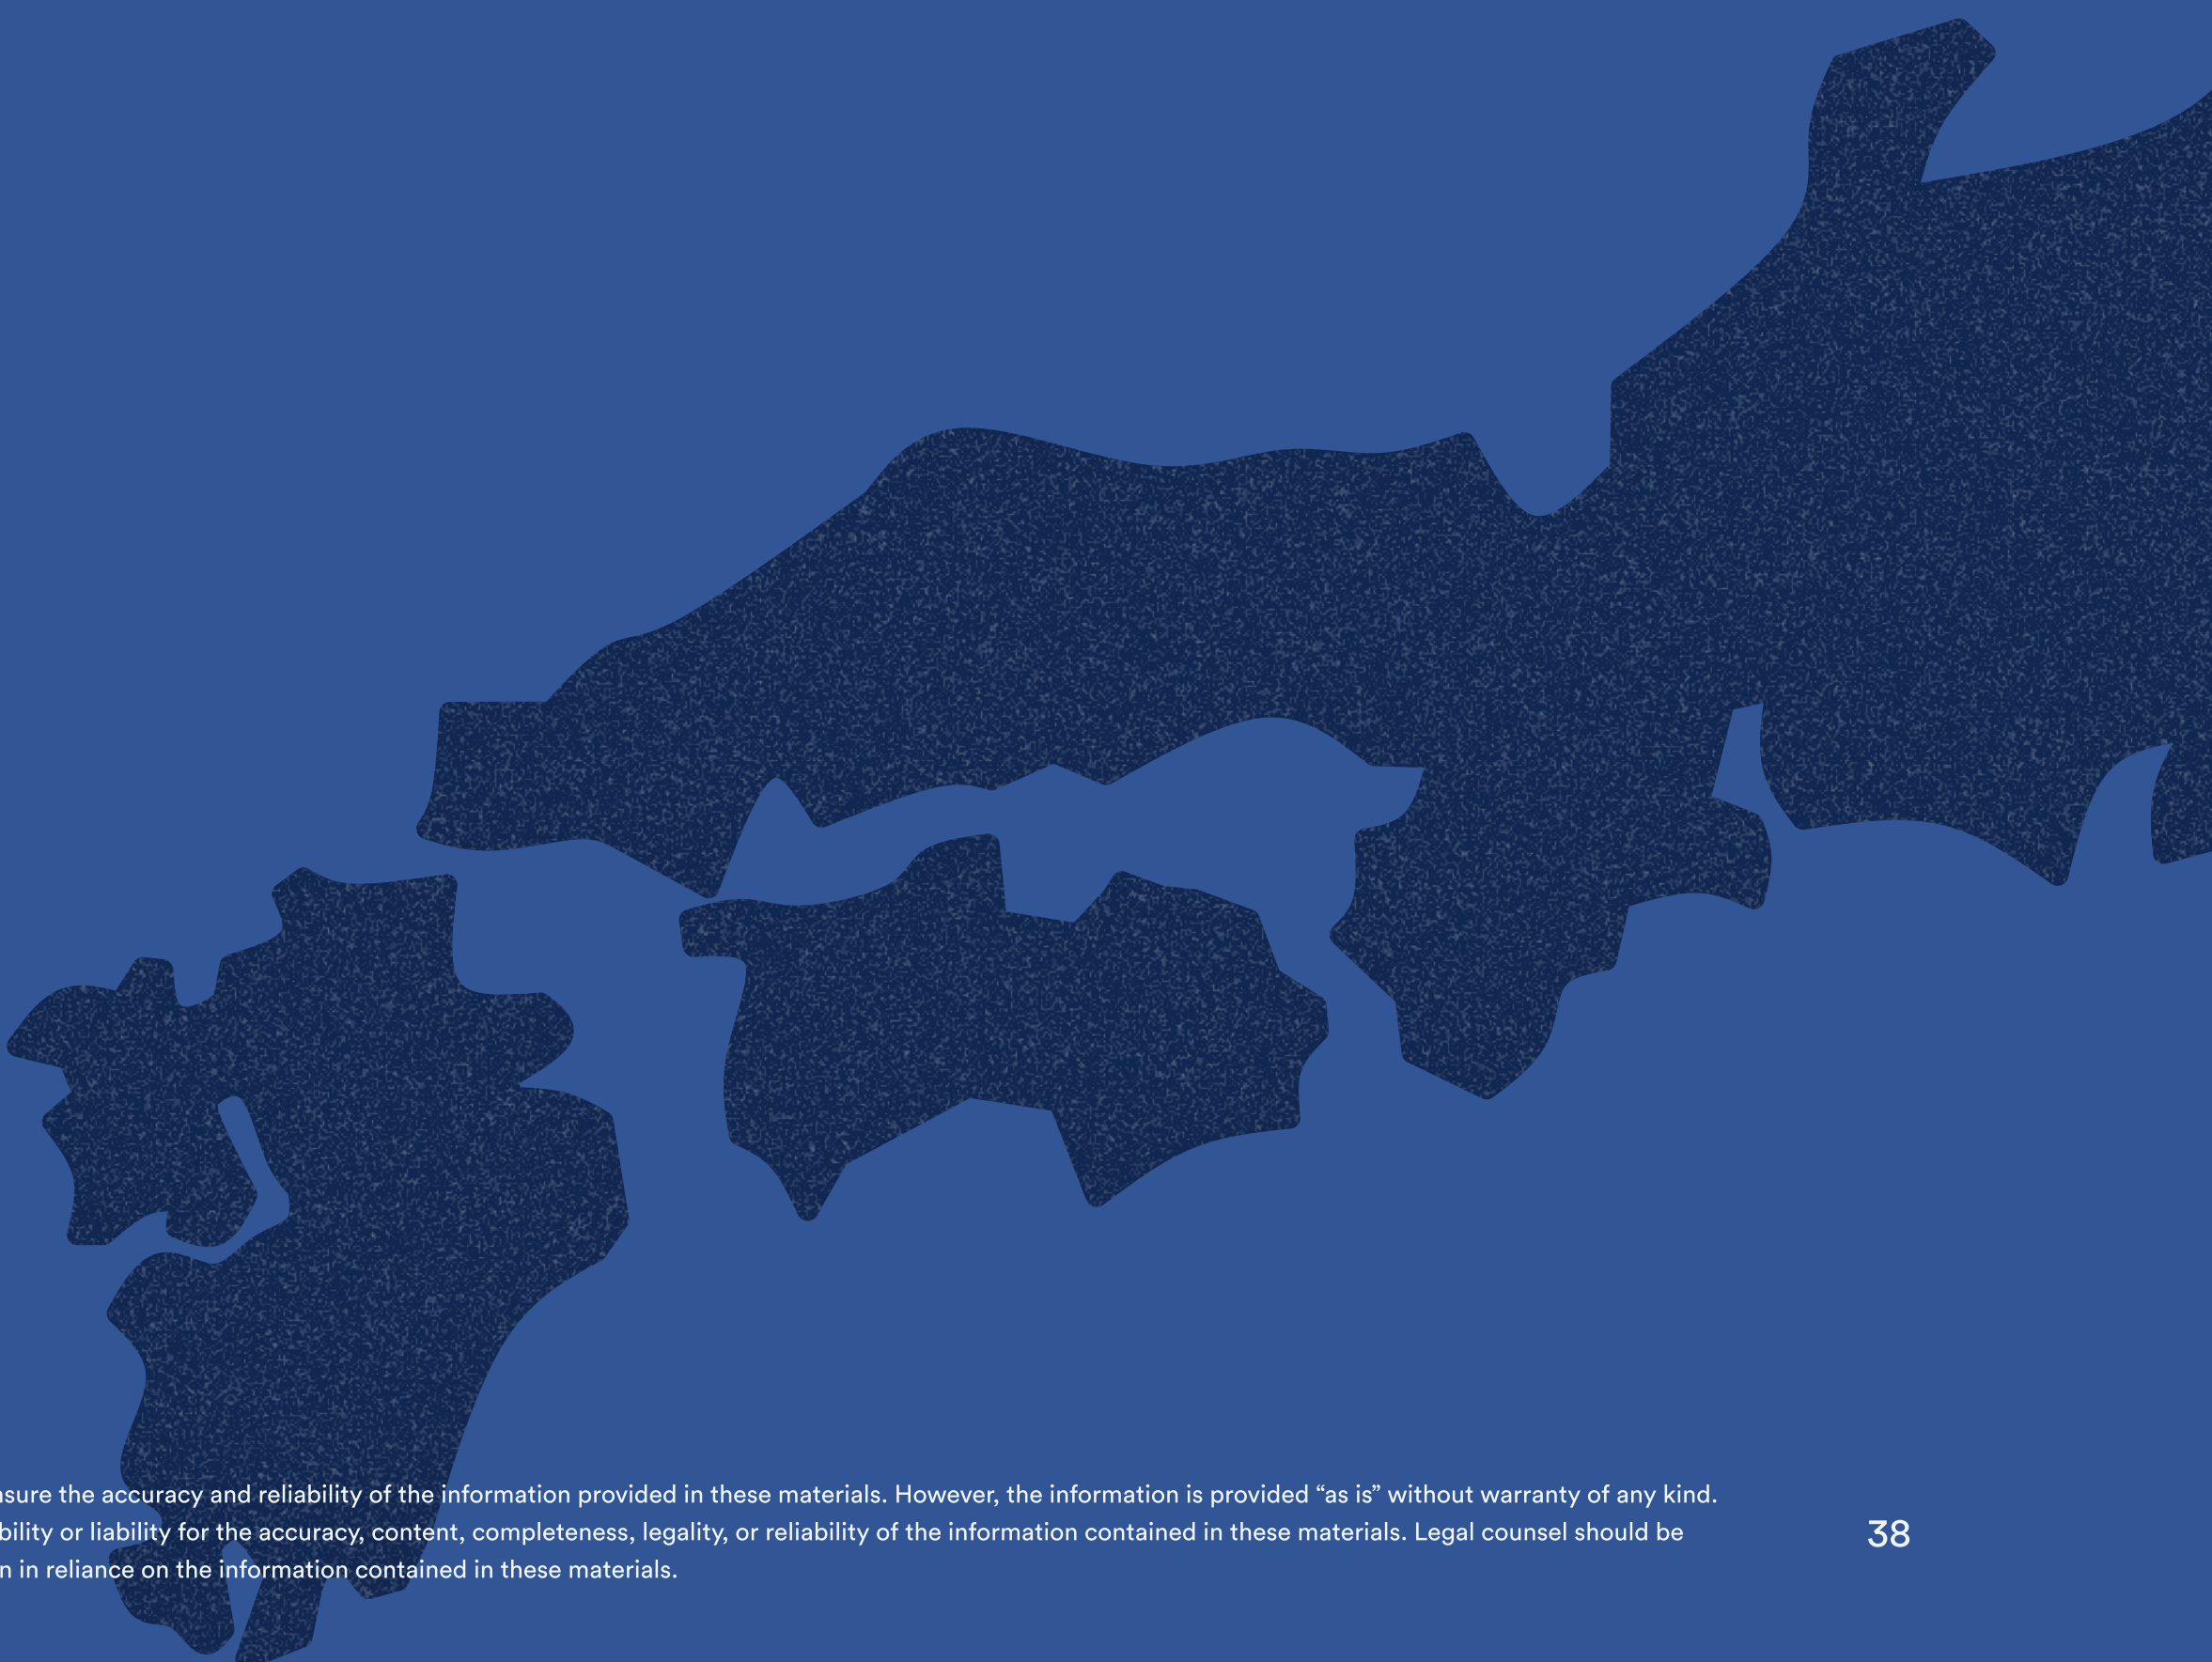 the accuracy and reliability of the information provided in these materials. However, the information is provided “as is” without warranty of any kind.
or liability for the accuracy, content, completeness, legality, or reliability of the information contained in these materials. Legal counsel should be
in reliance on the information contained in these materials.
38